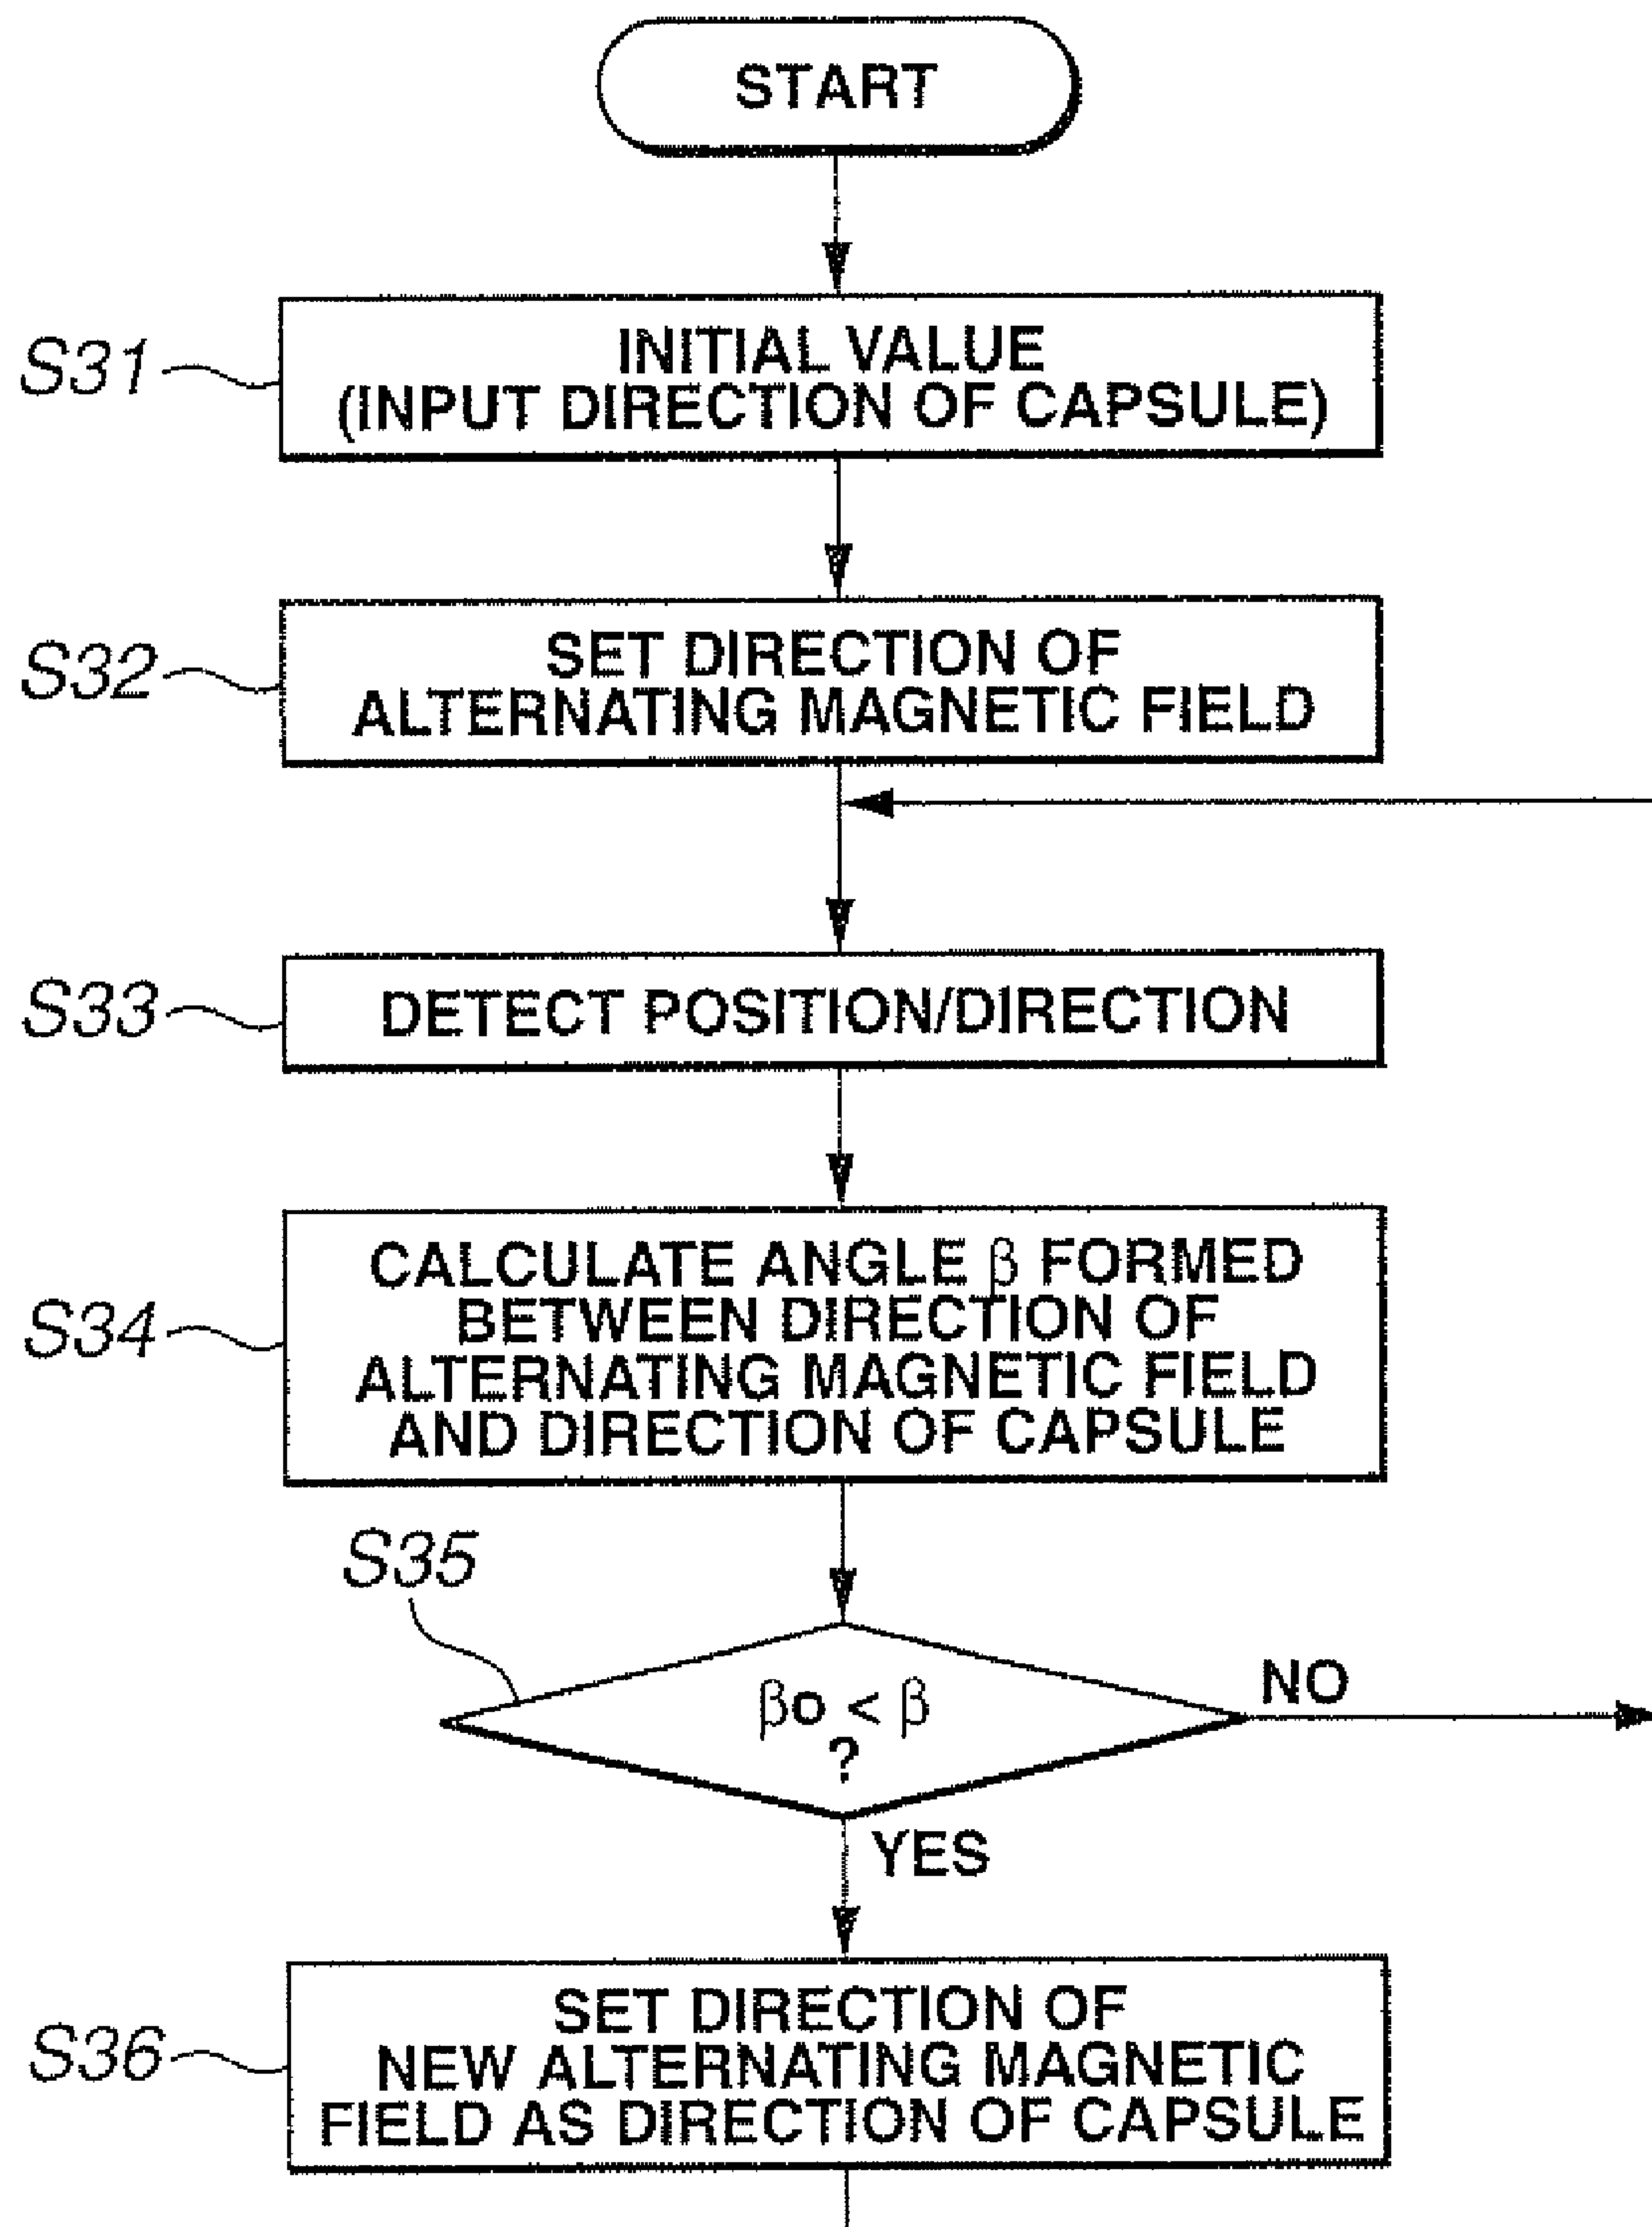 START
S31
INITIAL VALUE
(INPUT DIRECTION OF CAPSULE)
S32
SET DIRECTION OF
ALTERNATING MAGNETIC FIELD
S33
DETECT POSITION/DIRECTION
S34
CALCULATE ANGLE β FORMED
BETWEEN DIRECTION OF
ALTERNATING MAGNETIC FIELD
AND DIRECTION OF CAPSULE
S35
βo < β
?
NO
YES
S36
SET DIRECTION OF
NEW ALTERNATING MAGNETIC
FIELD AS DIRECTION OF CAPSULE